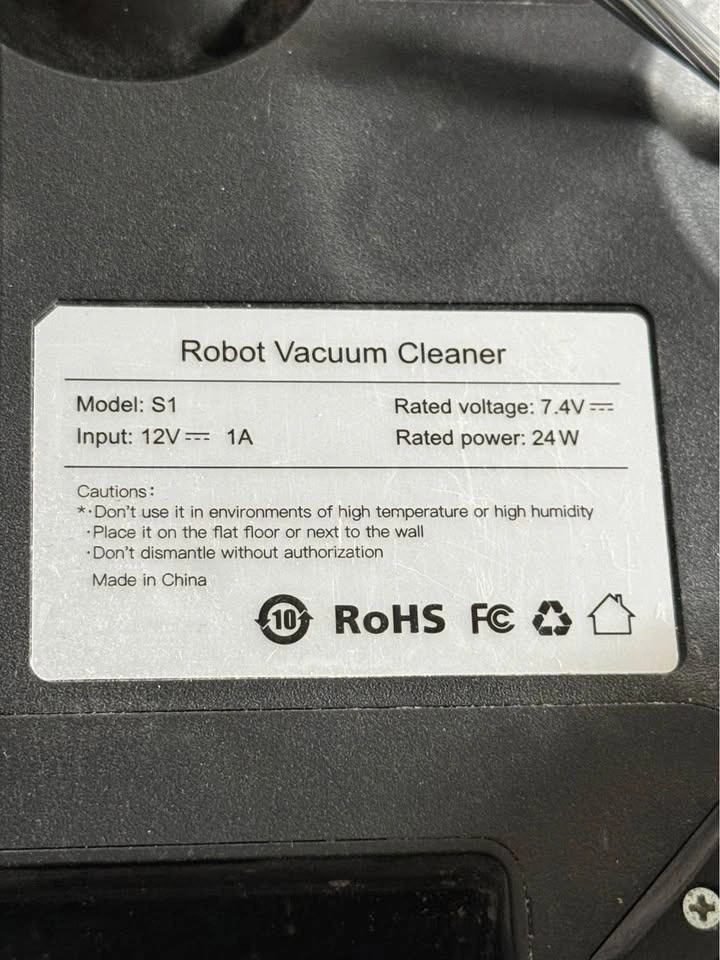 Robot Vacuum Cleaner
Model: S1 Rated voltage: 7.4V⎓
Input: 12V⎓ 1A Rated power: 24W
Cautions:
*·Don't use it in environments of high temperature or high humidity
·Place it on the flat floor or next to the wall
·Don't dismantle without authorization
Made in China
10 RoHS FC